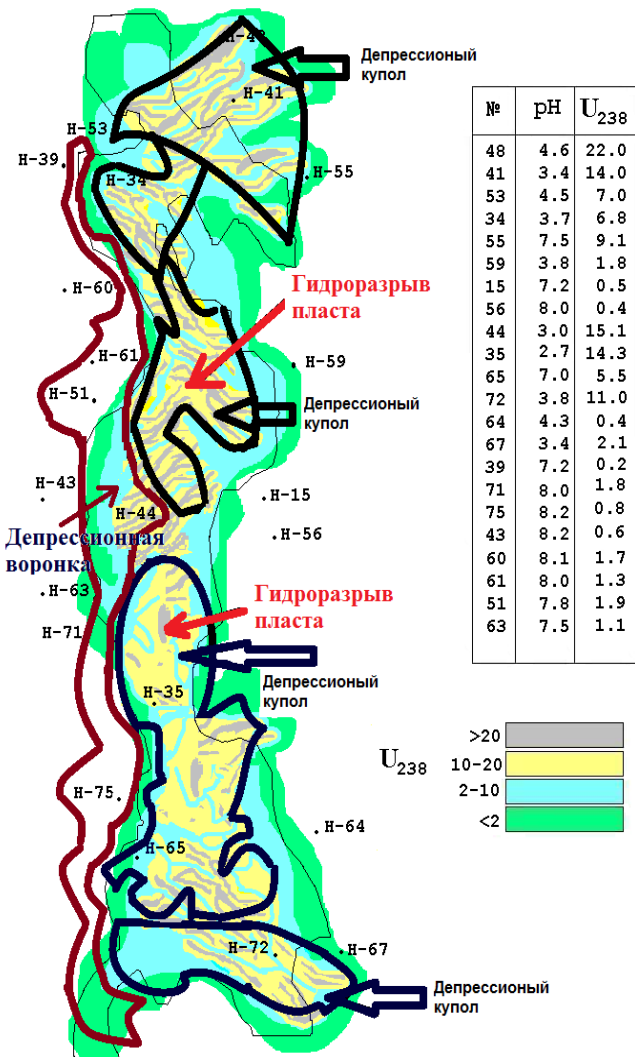 Депрессионый
купол
Н-48
Н-41
Н-53
Н-39
Н-34
Н-55
Н-60
Гидроразрыв
пласта
Н-61
Н-59
Н-51
Депрессионый
купол
Н-43
Н-15
Н-44
Н-56
Депрессионная
воронка
Н-63
Гидроразрыв
пласта
Н-71
Депрессионый
купол
Н-35
Н-75
Н-64
Н-65
Н-72
Н-67
Депрессионый
купол
№ pH U238
48 4.6 22.0
41 3.4 14.0
53 4.5 7.0
34 3.7 6.8
55 7.5 9.1
59 3.8 1.8
15 7.2 0.5
56 8.0 0.4
44 3.0 15.1
35 2.7 14.3
65 7.0 5.5
72 3.8 11.0
64 4.3 0.4
67 3.4 2.1
39 7.2 0.2
71 8.0 1.8
75 8.2 0.8
43 8.2 0.6
60 8.1 1.7
61 8.0 1.3
51 7.8 1.9
63 7.5 1.1
U238
>20
10-20
2-10
<2